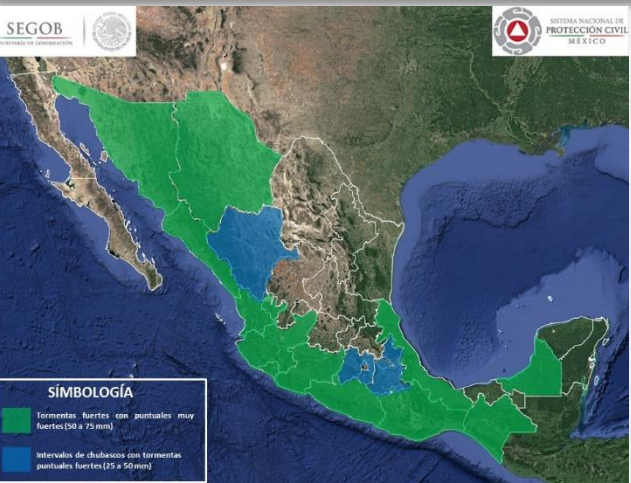 SEGOB
SECRETARÍA DE GOBERNACIÓN
SISTEMA NACIONAL DE
PROTECCIÓN CIVIL
MÉXICO
SÍMBOLOGÍA
Tormentas fuertes con puntuales muy
fuertes (50 a 75 mm)
Intervalos de chubascos con tormentas
puntuales fuertes (25 a 50 mm)